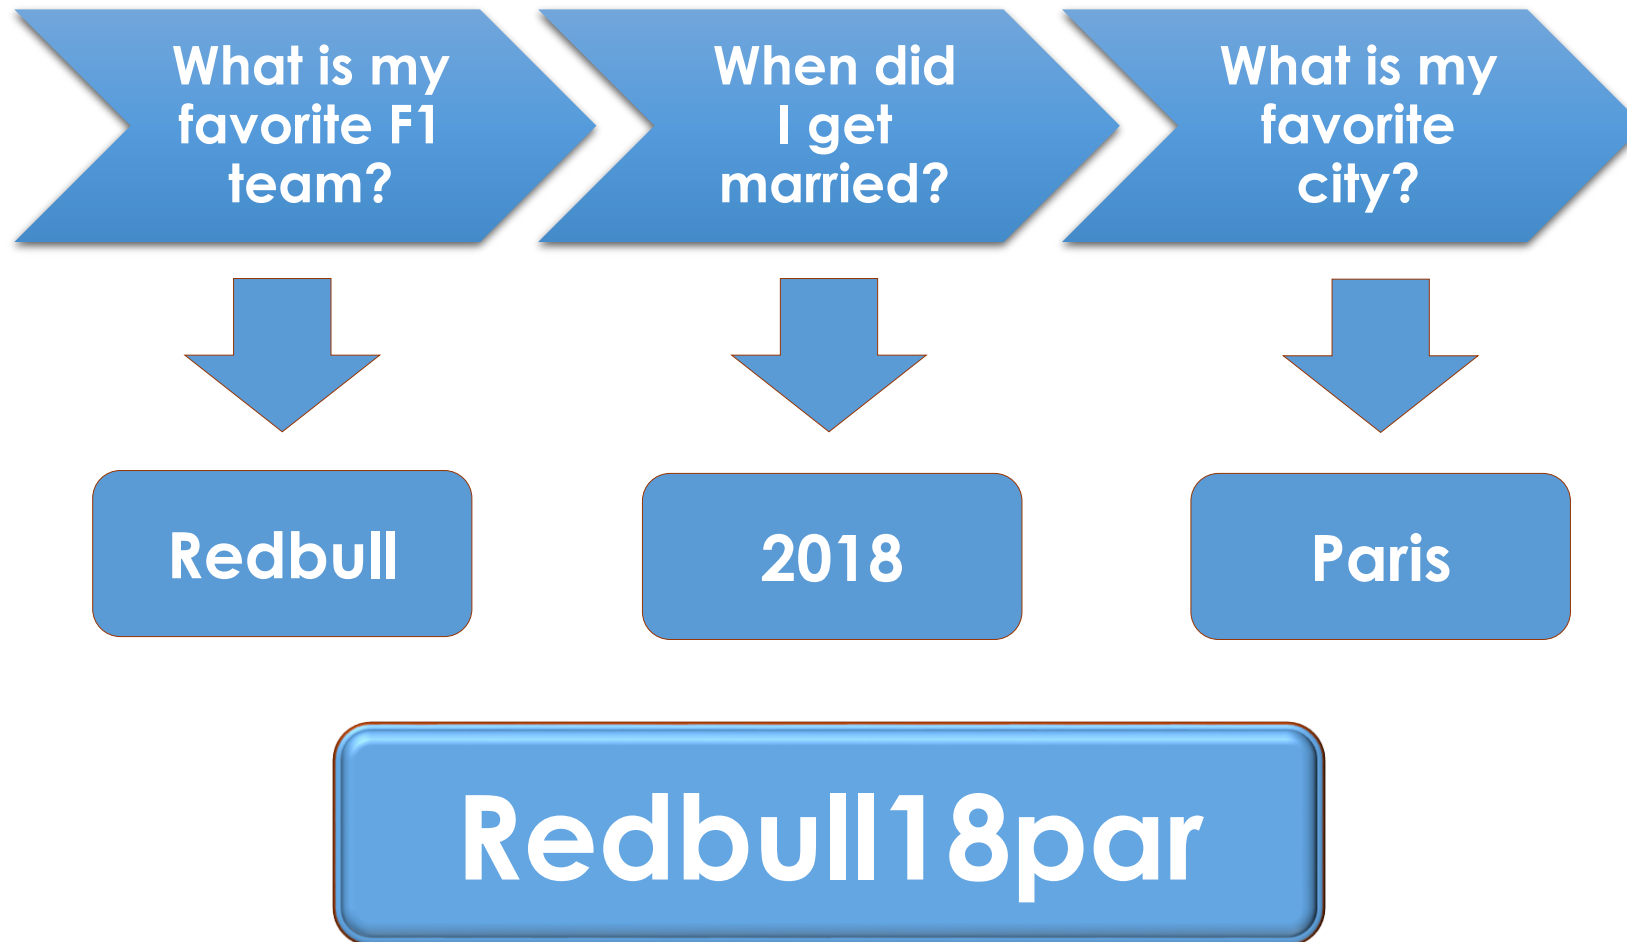 What is my
favorite F1
team?
When did
I get
married?
What is my
favorite
city?
Redbull
2018
Paris
Redbull18par